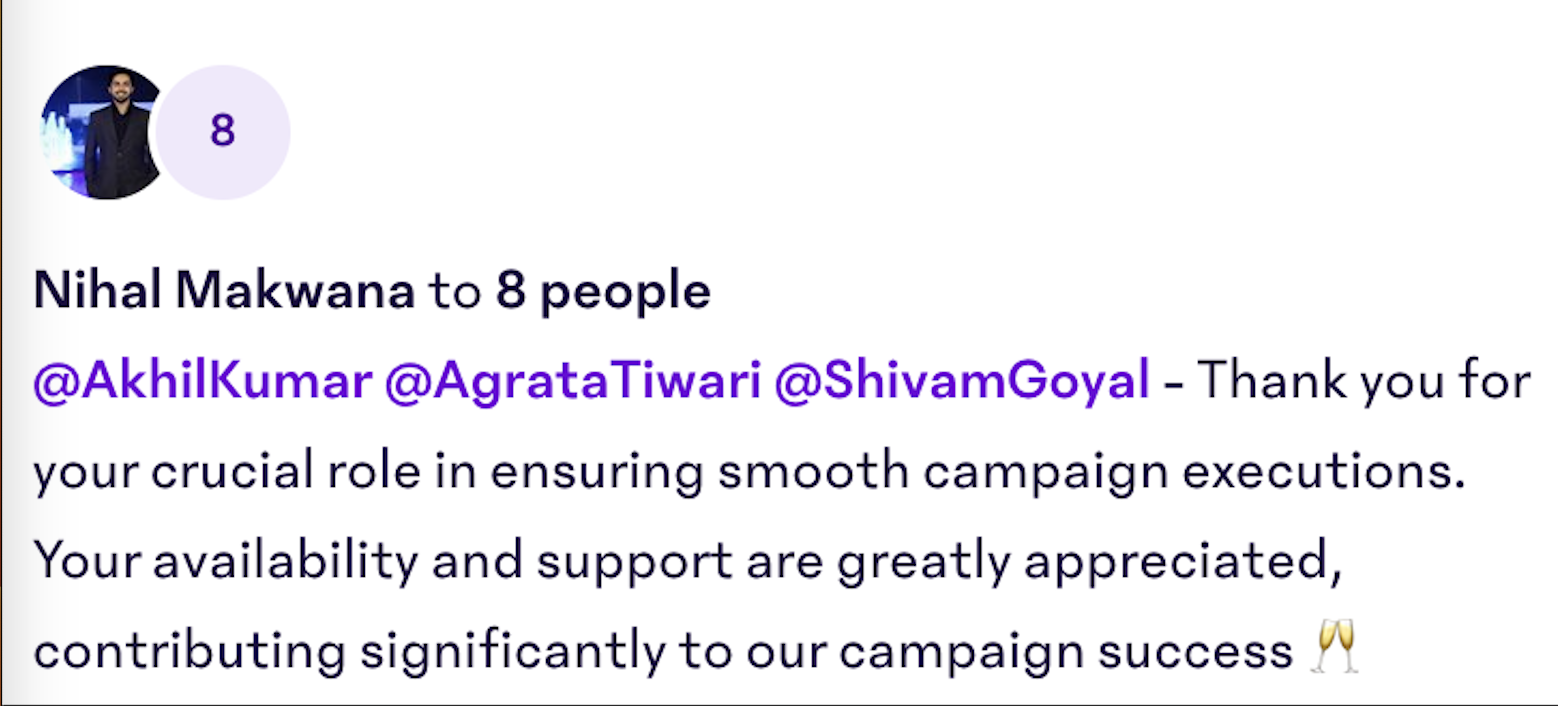 8
Nihal Makwana to 8 people
@AkhilKumar @AgrataTiwari @ShivamGoyal - Thank you for
your crucial role in ensuring smooth campaign executions.
Your availability and support are greatly appreciated,
contributing significantly to our campaign success 🥂